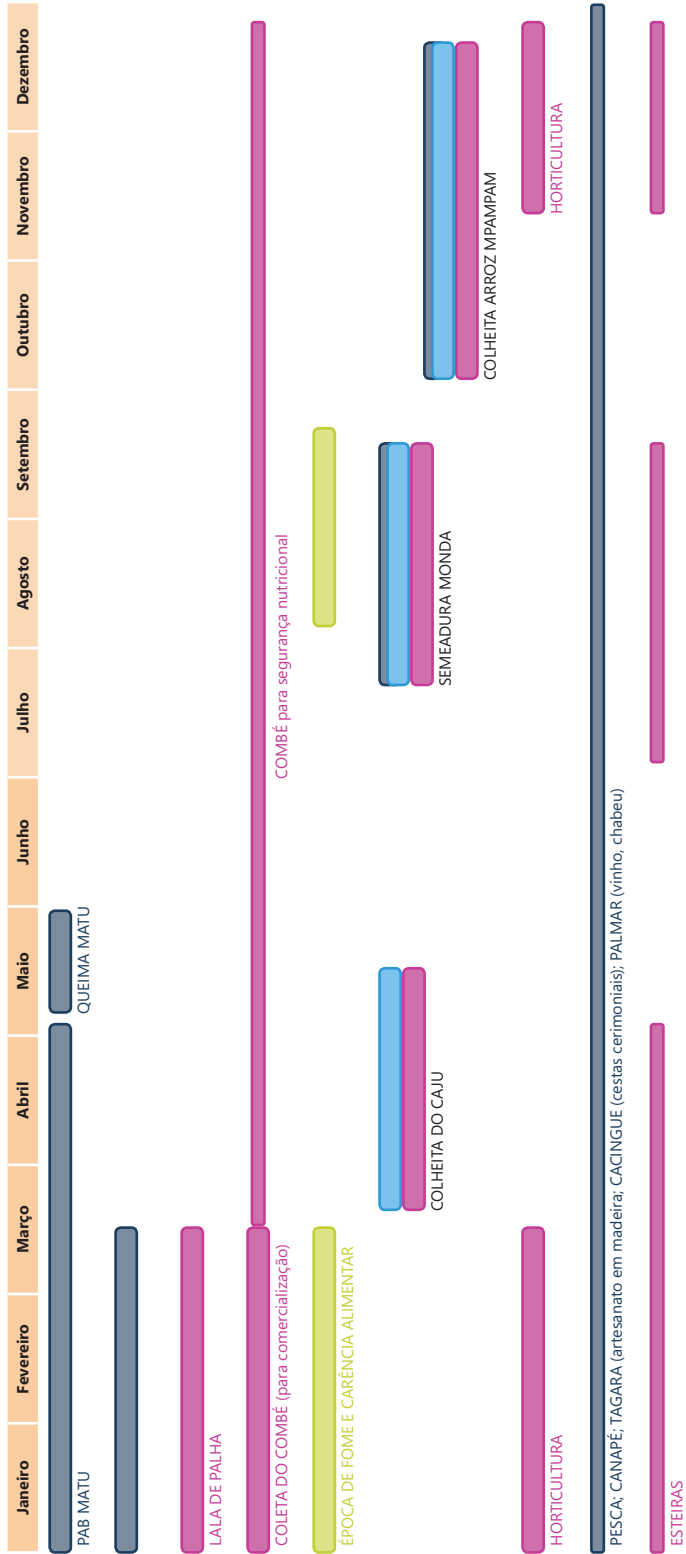 Janeiro
Fevereiro
Março
Abril
Maio
Junho
Julho
Agosto
Setembro
Outubro
Novembro
Dezembro
PAB MATU
QUEIMA MATU
LALA DE PALHA
COLETA DO COMBÉ (para comercialização)
COMBÉ para segurança nutricional
ÉPOCA DE FOME E CARÊNCIA ALIMENTAR
COLHEITA DO CAJU
SEMEADURA MONDA
COLHEITA ARROZ MPAMPAM
HORTICULTURA
HORTICULTURA
PESCA; CANAPÉ; TAGARA (artesanato em madeira; CACINGUE (cestas cerimoniais); PALMAR (vinho, chabeu)
ESTEIRAS